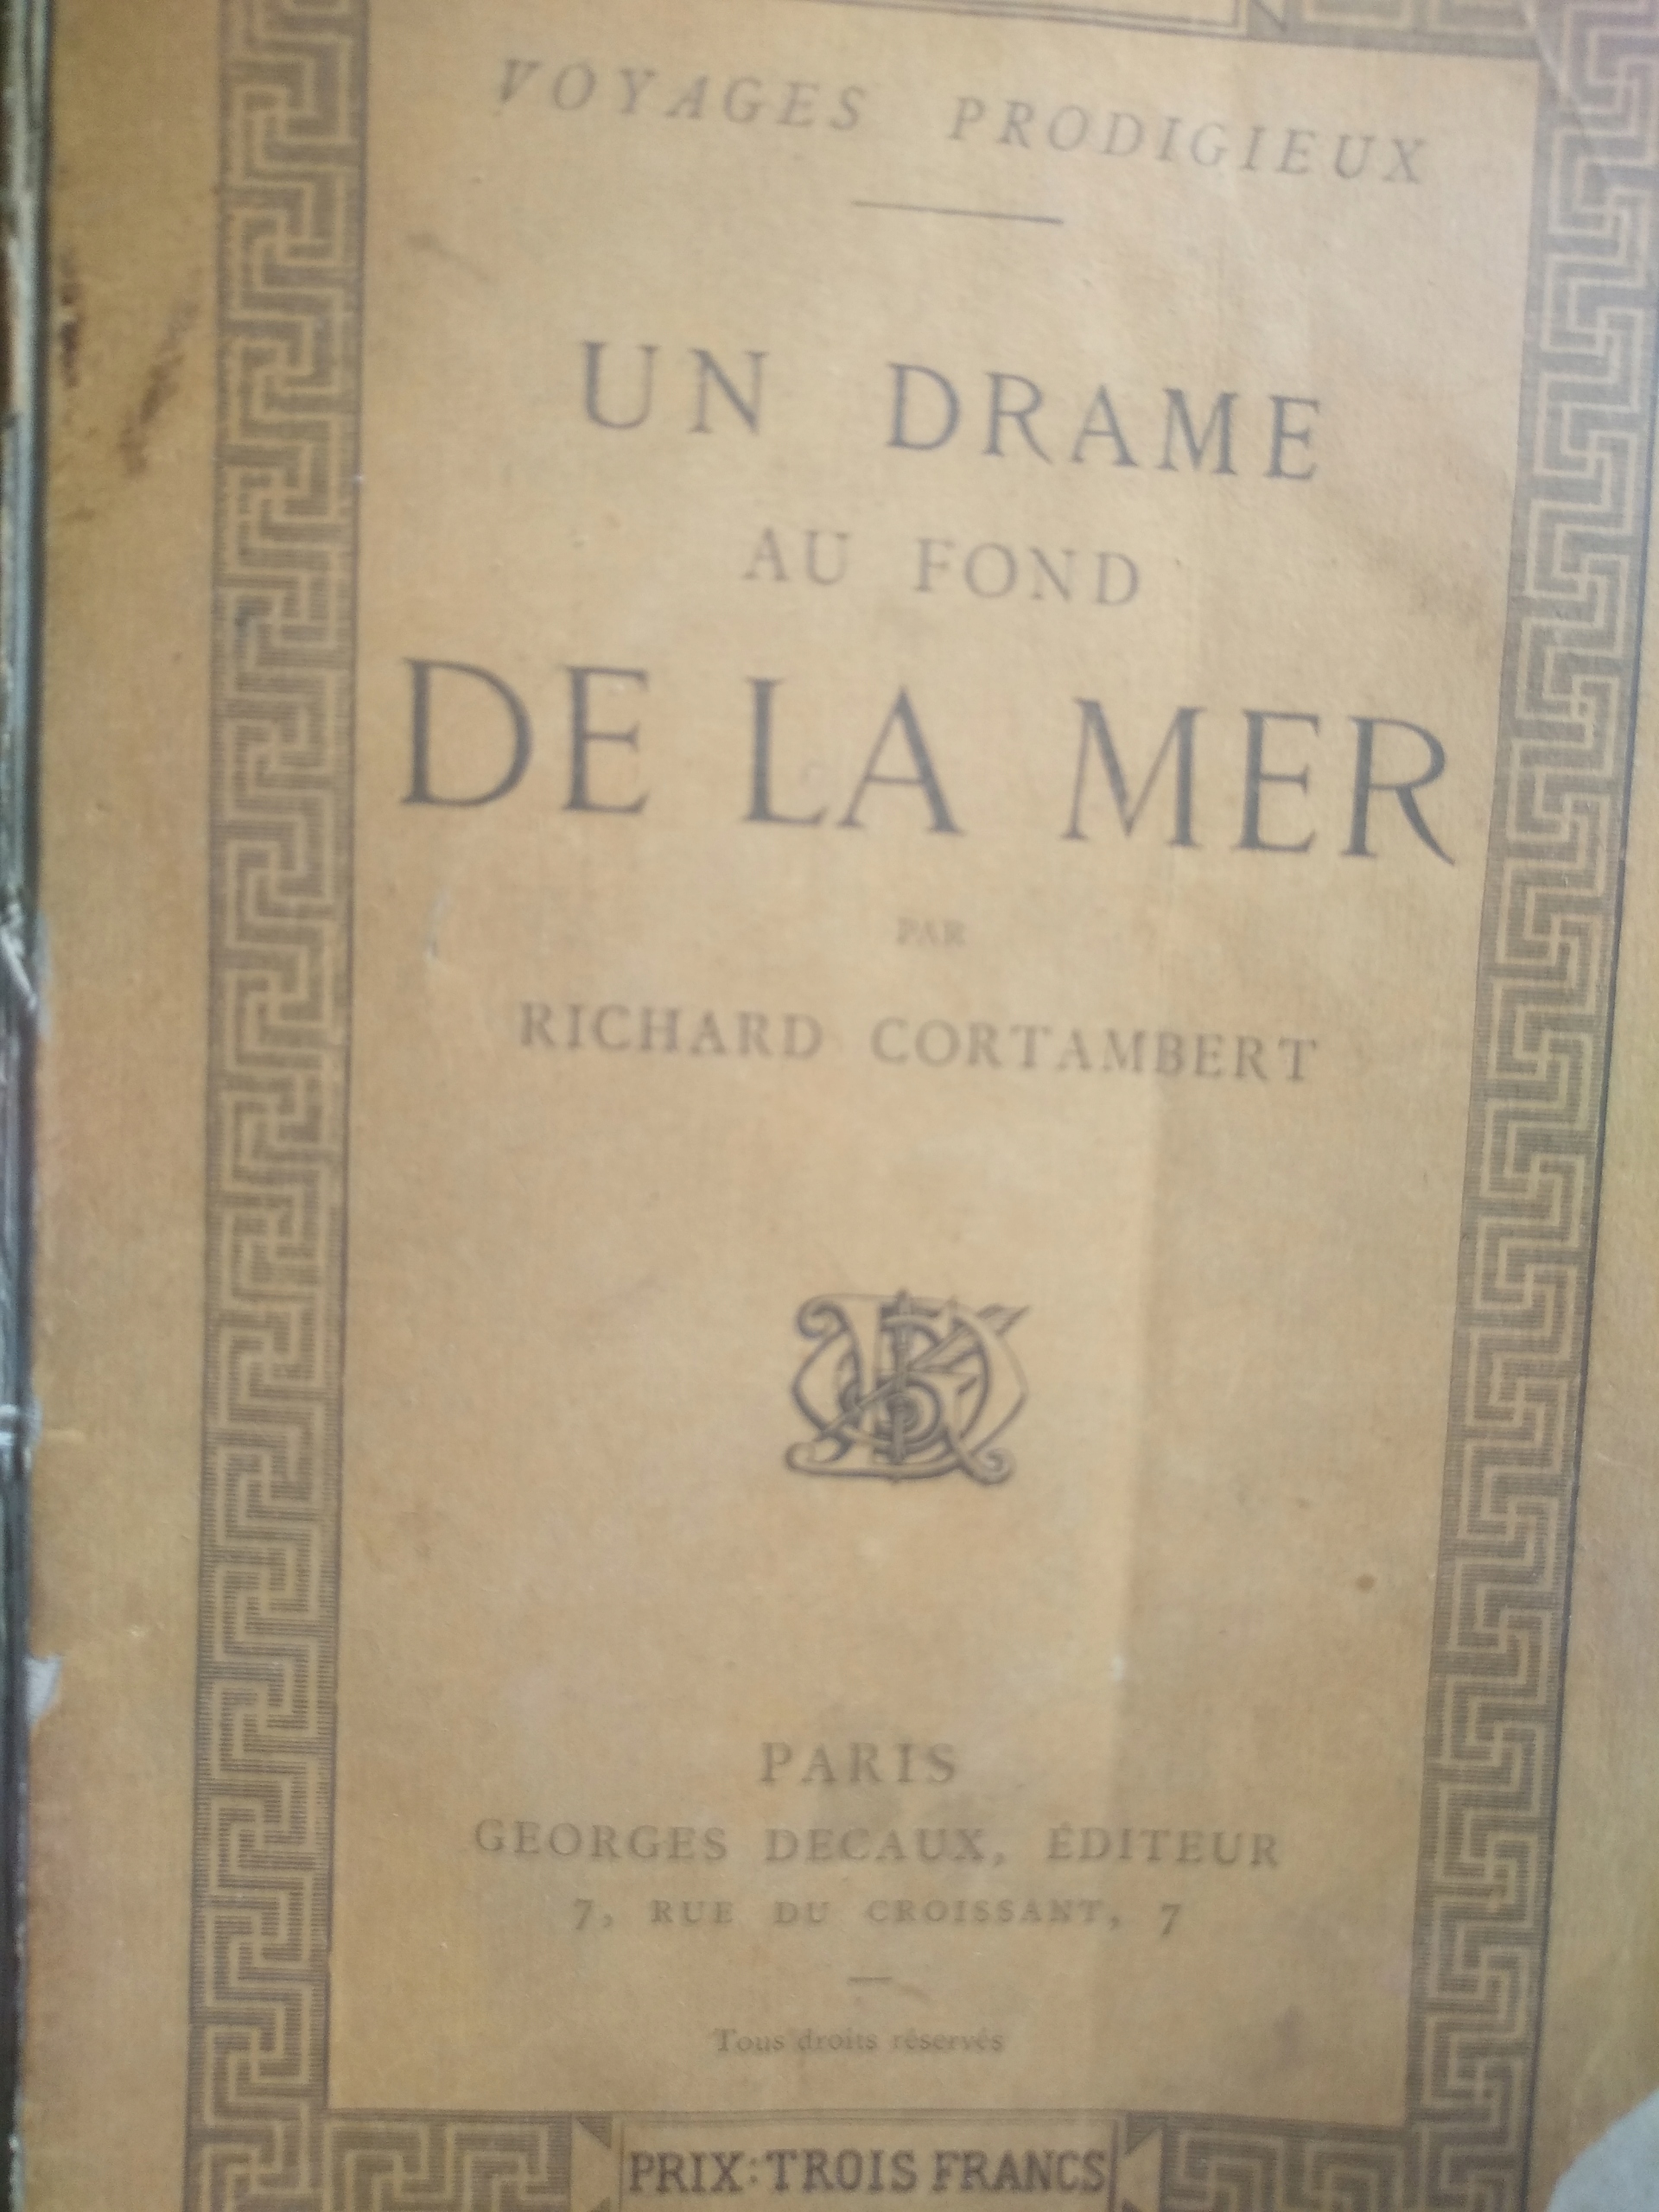 VOYAGES PRODIGIEUX
UN DRAME
AU FOND
DE LA MER
PAR
RICHARD CORTAMBERT
PARIS
GEORGES DECAUX, ÉDITEUR
7, RUE DU CROISSANT, 7
Tous droits réservés
PRIX: TROIS FRANCS